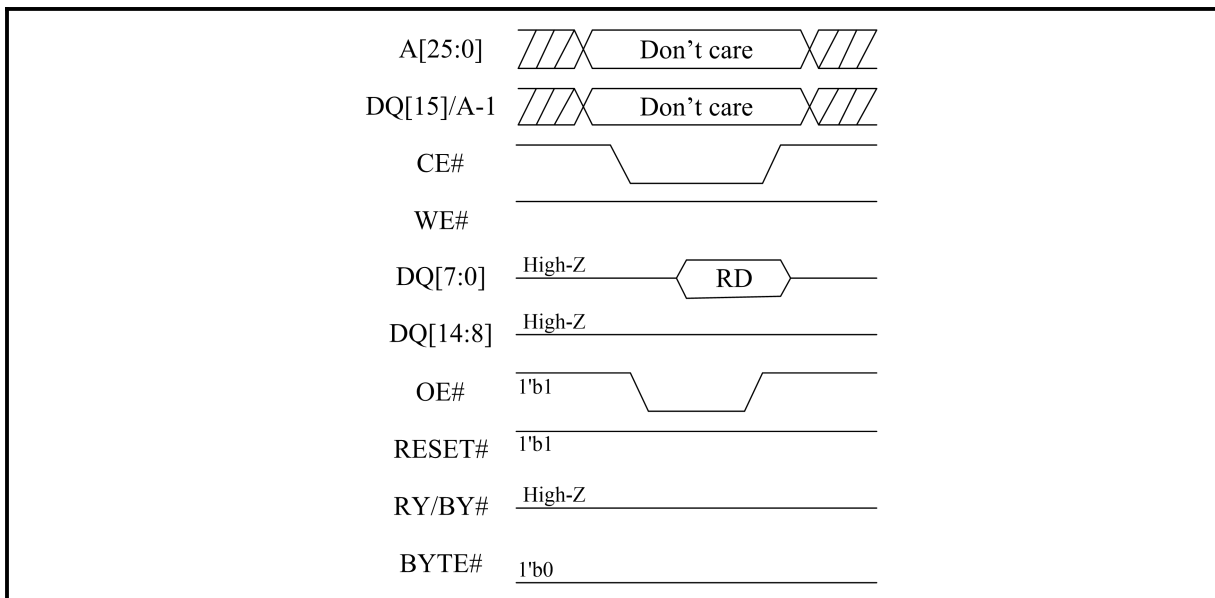 A[25:0] Don’t care
DQ[15]/A-1 Don’t care
CE#
WE#
DQ[7:0] High-Z RD
DQ[14:8] High-Z
OE# 1'b1
RESET# 1'b1
RY/BY# High-Z
BYTE# 1'b0